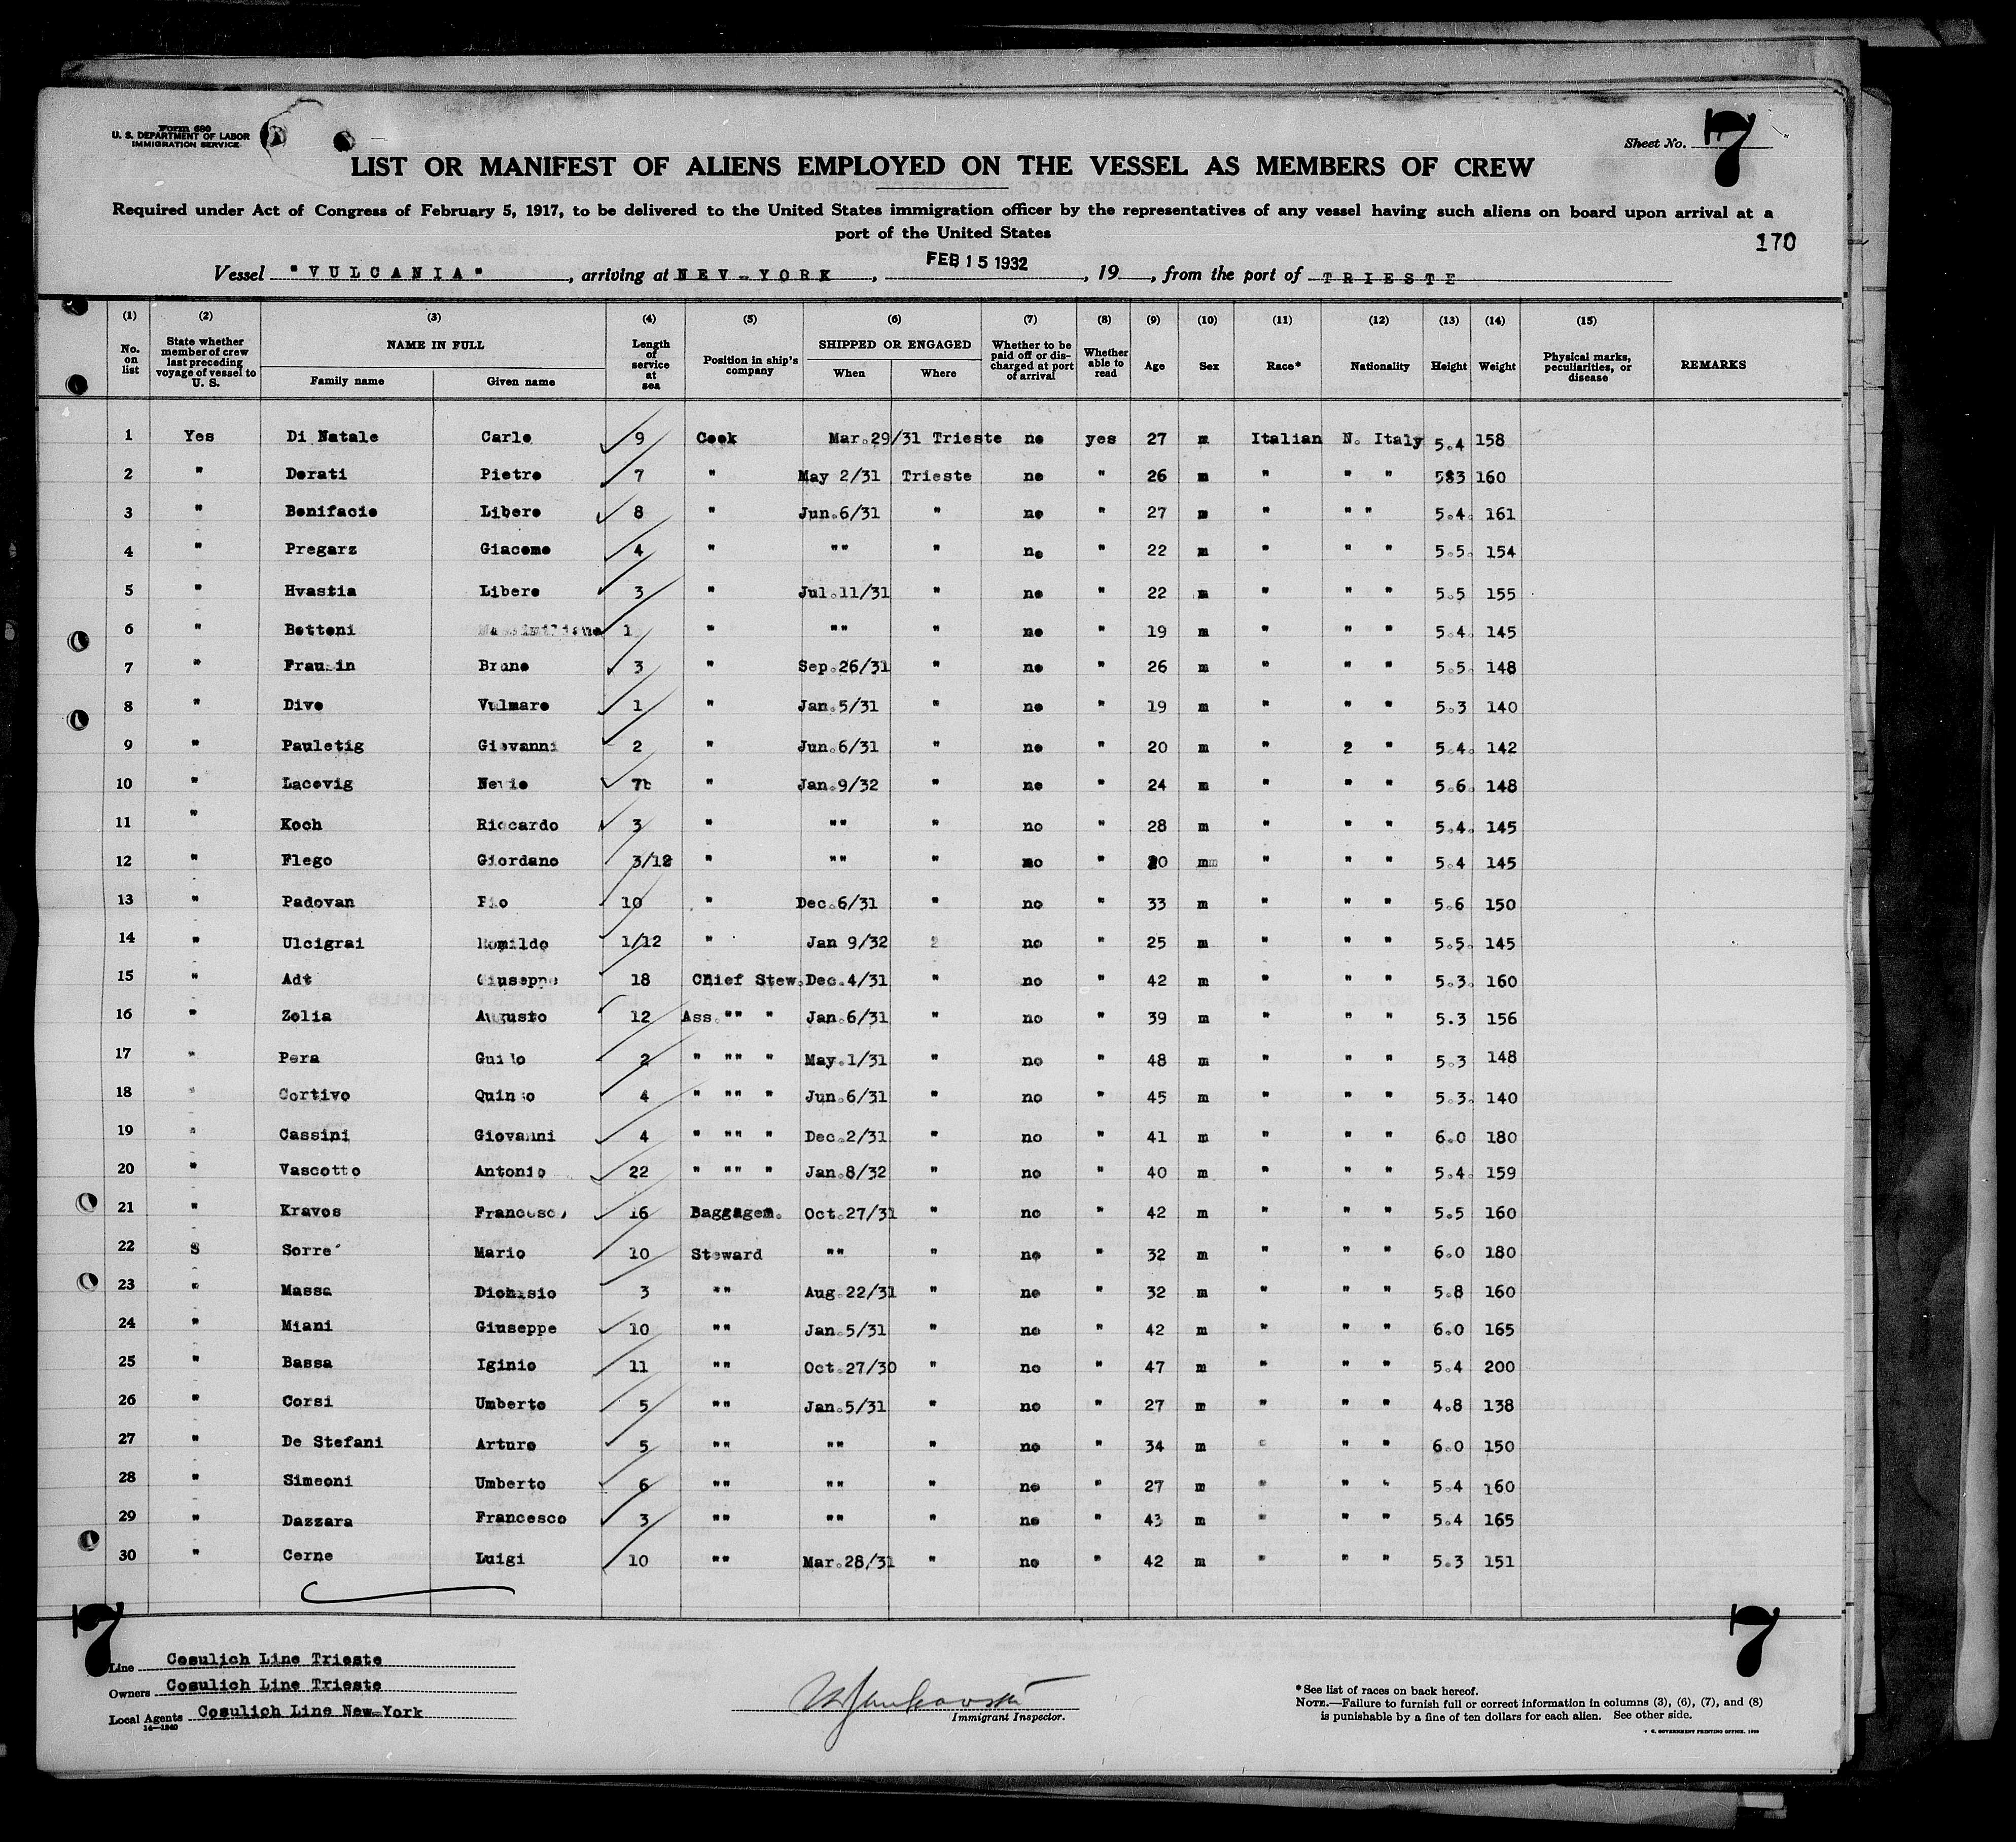 Form 680
U. S. DEPARTMENT OF LABOR
IMMIGRATION SERVICE
Sheet No. 7
LIST OR MANIFEST OF ALIENS EMPLOYED ON THE VESSEL AS MEMBERS OF CREW
Required under Act of Congress of February 5, 1917, to be delivered to the United States immigration officer by the representatives of any vessel having such aliens on board upon arrival at a
port of the United States
170
Vessel "VULCANIA", arriving at NEV-YORK, FEB 15 1932, 19, from the port of TRIESTE
(1) (2) (3) (4) (5) (6) (7) (8) (9) (10) (11) (12) (13) (14) (15)
No. on list State whether member of crew last preceding voyage of vessel to U. S. NAME IN FULL Family name Given name Length of service at sea Position in ship's company SHIPPED OR ENGAGED When Where Whether to be paid off or discharged at port of arrival Whether able to read Age Sex Race* Nationality Height Weight Physical marks, peculiarities, or disease REMARKS
1 Yes Di Natale Carlo 9 Cook Mar.29/31 Trieste no yes 27 m Italian N. Italy 5.4 158
2 " Dorati Pietro 7 " May 2/31 Trieste no " 26 m " " " 583 160
3 " Bonifacio Libero 8 " Jun.6/31 " no " 27 m " " " 5.4. 161
4 " Pregarz Giacomo 4 " "" " no " 22 m " " " 5.5. 154
5 " Hvastia Libero 3 " Jul.11/31 " no " 22 m " " " 5.5 155
6 " Bottoni Massimiliano 1 " "" " no " 19 m " " " 5.4. 145
7 " Frausin Bruno 3 " Sep.26/31 " no " 26 m " " " 5.5. 148
8 " Divo Vulmaro 1 " Jan.5/31 " no " 19 m " " " 5.3 140
9 " Pauletig Giovanni 2 " Jun.6/31 " no " 20 m " 2 " 5.4. 142
10 " Lacovig Nevio 7 " Jan.9/32 " no " 24 m " " " 5.6. 148
11 " Koch Riccardo 3 " "" " no " 28 m " " " 5.4. 145
12 " Flego Giordano 3/12 " "" " no " 20 mm " " " 5.4 145
13 " Padovan Pio 10 " Dec.6/31 " no " 33 m " " " 5.6 150
14 " Ulcigrai Romildo 1/12 " Jan 9/32 2 no " 25 m " " " 5.5. 145
15 " Adt Giuseppe 18 Chief Stew. Dec.4/31 " no " 42 m " " " 5.3. 160
16 " Zolia Augusto 12 Ass."" " Jan.6/31 " no " 39 m " " " 5.3 156
17 " Pera Guido 2 " "" " May.1/31 " no " 48 m " " " 5.3 148
18 " Cortivo Quinto 4 " "" " Jun.6/31 " no " 45 m " " " 5.3. 140
19 " Cassini Giovanni 4 " "" " Dec.2/31 " no " 41 m " " " 6.0 180
20 " Vascotto Antonio 22 " "" " Jan.8/32 " no " 40 m " " " 5.4. 159
21 " Kravos Francesco 16 Baggagem. Oct.27/31 " no " 42 m " " " 5.5 160
22 S Sorre' Mario 10 Steward "" " no " 32 m " " " 6.0 180
23 " Massa Dionisio 3 "" Aug.22/31 " no " 32 m " " " 5.8 160
24 " Miani Giuseppe 10 "" Jan.5/31 " no " 42 m " " " 6.0 165
25 " Bassa Iginio 11 "" Oct.27/30 " no " 47 m " " " 5.4 200
26 " Corsi Umberto 5 "" Jan.5/31 " no " 27 m " " " 4.8 138
27 " De Stefani Arturo 5 "" "" " no " 34 m " " " 6.0 150
28 " Simeoni Umberto 6 "" "" " no " 27 m " " " 5.4 160
29 " Dazzara Francesco 3 "" "" " no " 43 m " " " 5.4 165
30 " Cerne Luigi 10 "" Mar.28/31 " no " 42 m " " " 5.3 151
7
7
Line Cosulich Line Trieste
Owners Cosulich Line Trieste
Local Agents Cosulich Line New-York
14—1240
Immigrant Inspector.
*See list of races on back hereof.
NOTE.—Failure to furnish full or correct information in columns (3), (6), (7), and (8)
is punishable by a fine of ten dollars for each alien. See other side.